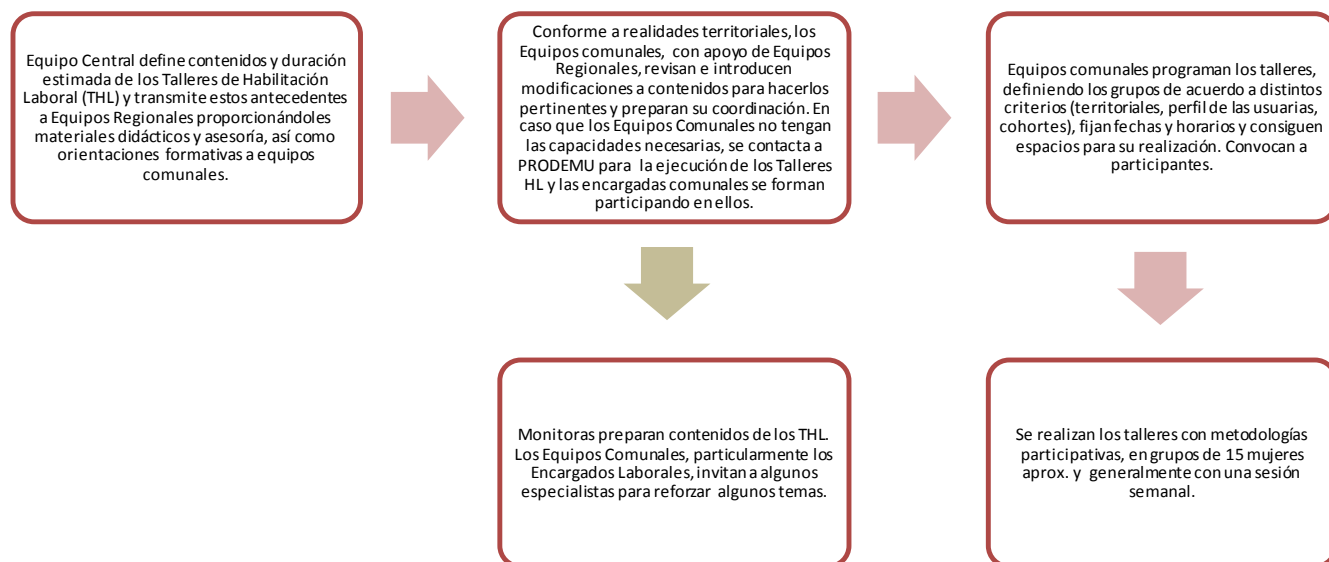 Equipo Central define contenidos y duración
estimada de los Talleres de Habilitación
Laboral (THL) y transmite estos antecedentes
a Equipos Regionales proporcionándoles
materiales didácticos y asesoría, así como
orientaciones formativas a equipos
comunales.
Conforme a realidades territoriales, los
Equipos comunales, con apoyo de Equipos
Regionales, revisan e introducen
modificaciones a contenidos para hacerlos
pertinentes y preparan su coordinación. En
caso que los Equipos Comunales no tengan
las capacidades necesarias, se contacta a
PRODEMU para la ejecución de los Talleres
HL y las encargadas comunales se forman
participando en ellos.
Equipos comunales programan los talleres,
definiendo los grupos de acuerdo a distintos
criterios (territoriales, perfil de las usuarias,
cohortes), fijan fechas y horarios y consiguen
espacios para su realización. Convocan a
participantes.
Monitoras preparan contenidos de los THL.
Los Equipos Comunales, particularmente los
Encargados Laborales, invitan a algunos
especialistas para reforzar algunos temas.
Se realizan los talleres con metodologías
participativas, en grupos de 15 mujeres
aprox. y generalmente con una sesión
semanal.